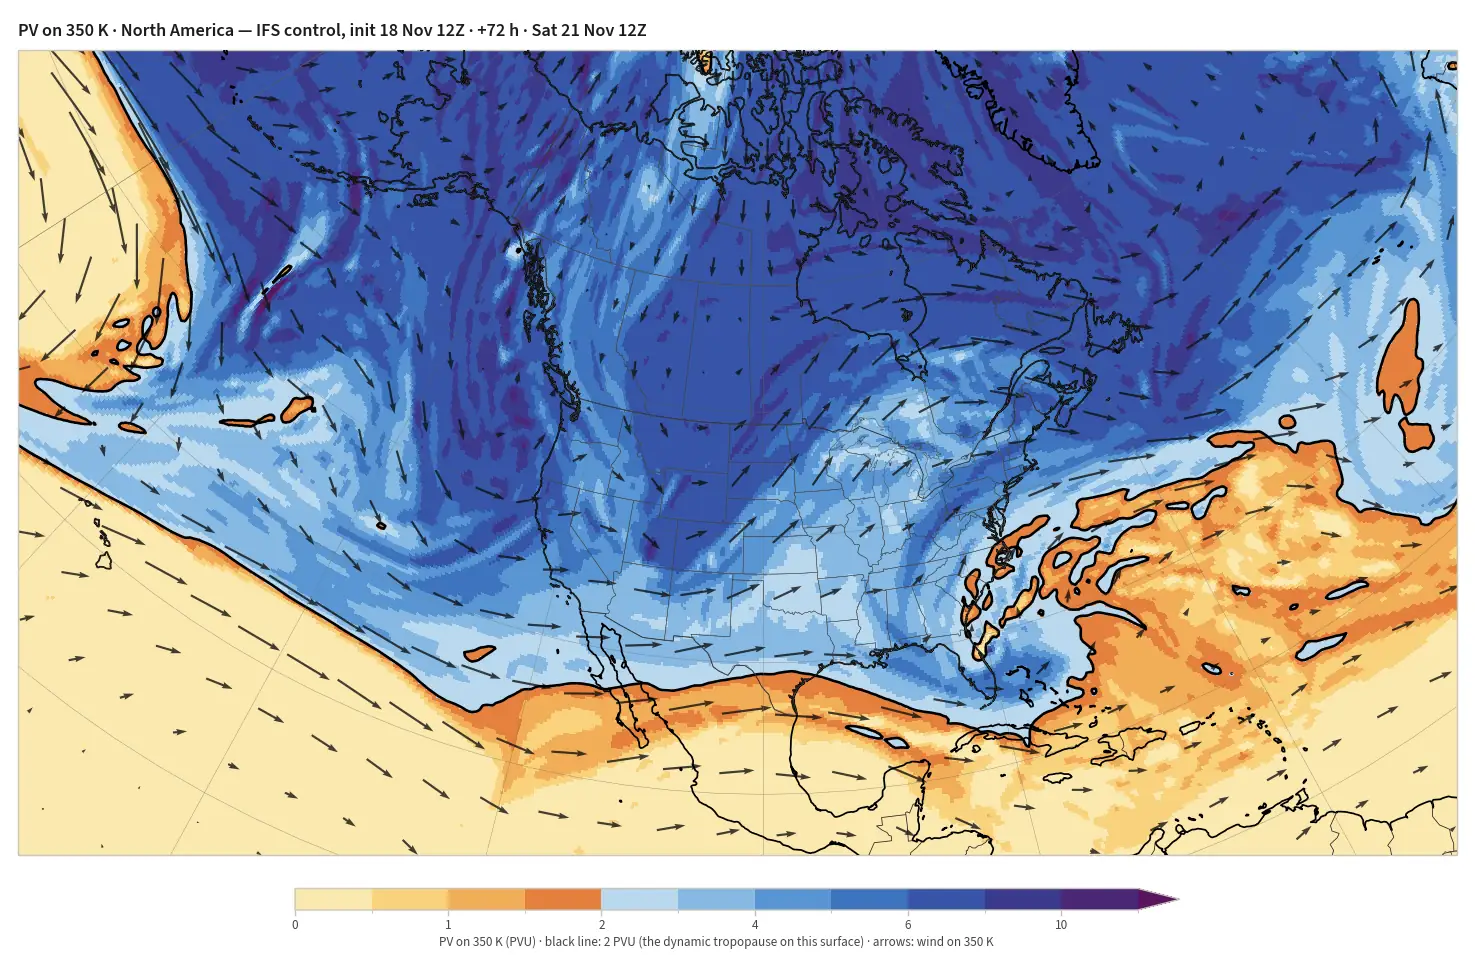 PV on 350 K · North America — IFS control, init 18 Nov 12Z · +72 h · Sat 21 Nov 12Z
0 1 2 4 6 10
PV on 350 K (PVU) · black line: 2 PVU (the dynamic tropopause on this surface) · arrows: wind on 350 K